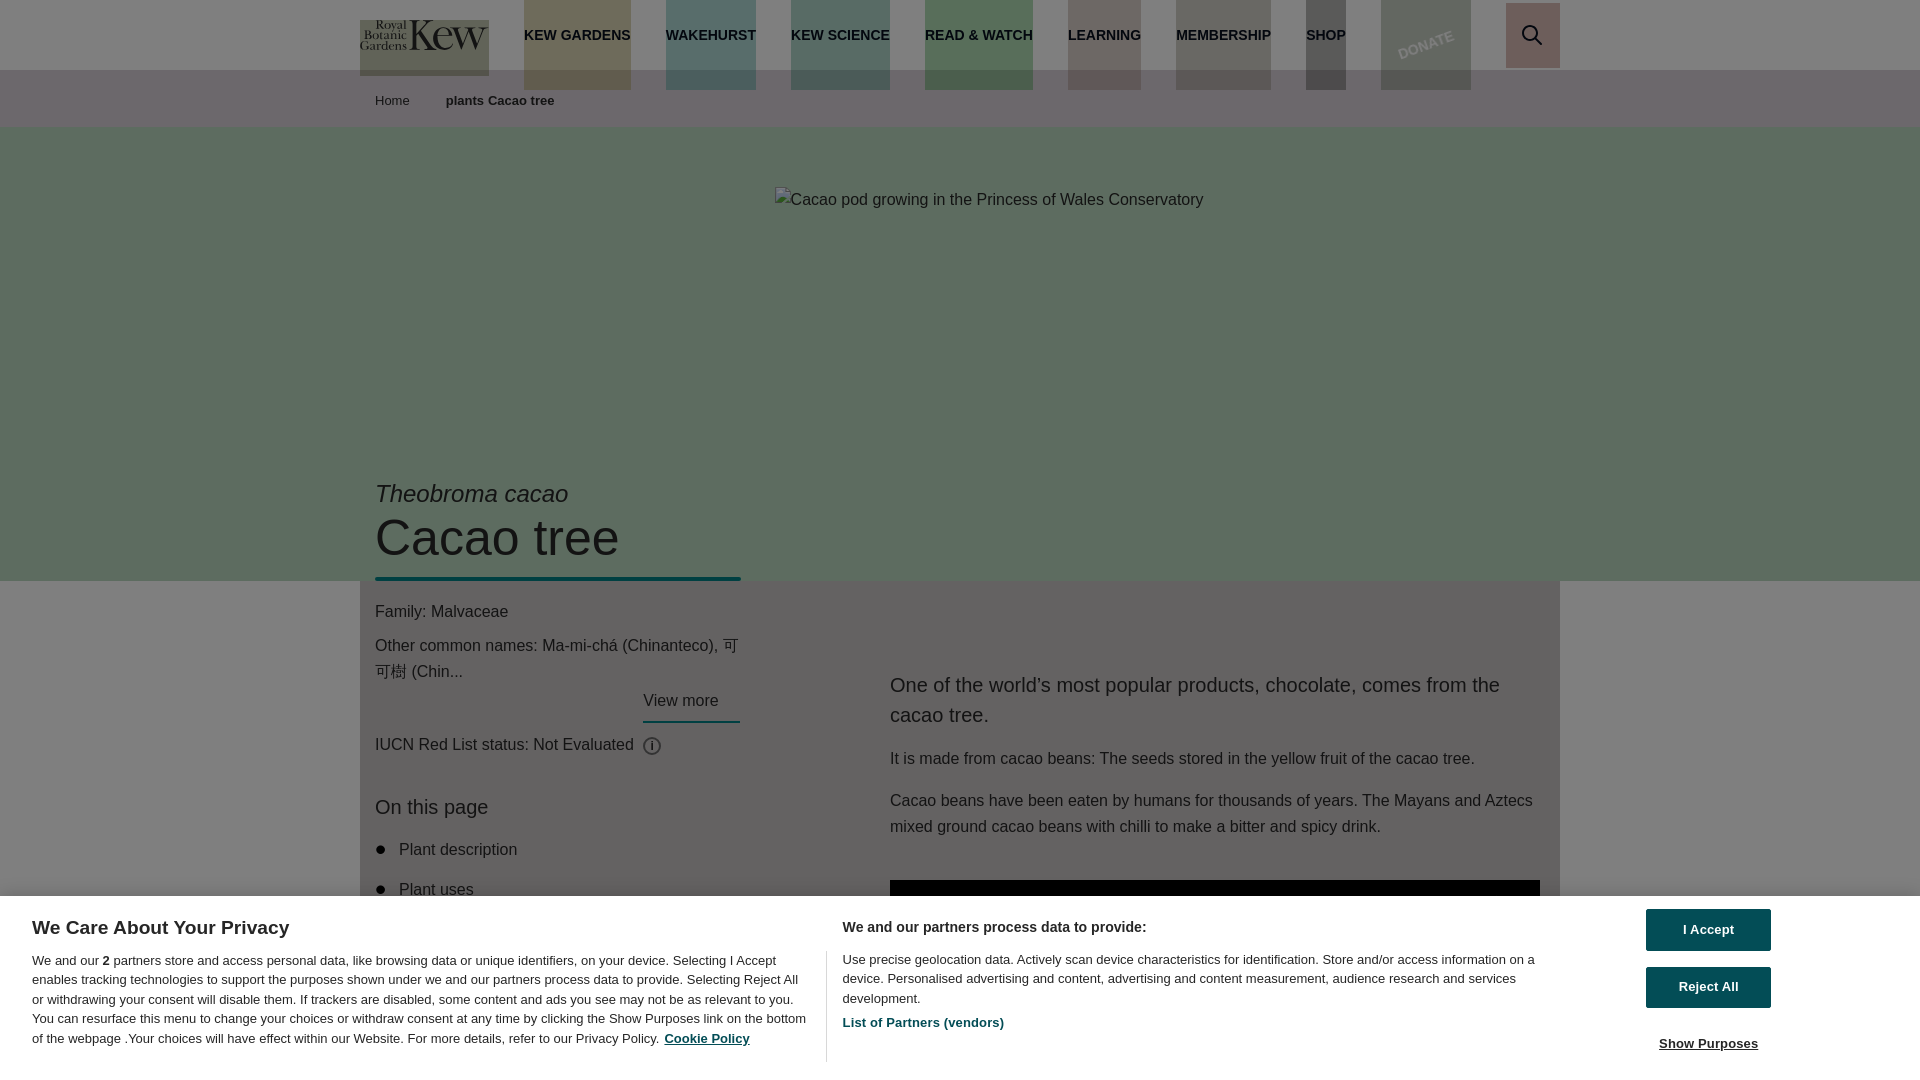 Royal
Botanic
Gardens
Kew
KEW GARDENS
WAKEHURST
KEW SCIENCE
READ & WATCH
LEARNING
MEMBERSHIP
SHOP
DONATE
Home
plants Cacao tree
Cacao pod growing in the Princess of Wales Conservatory
Theobroma cacao
Cacao tree
Family: Malvaceae
Other common names: Ma-mi-chá (Chinanteco), 可
可樹 (Chin...
View more
IUCN Red List status: Not Evaluated
On this page
Plant description
Plant uses
One of the world’s most popular products, chocolate, comes from the
cacao tree.
It is made from cacao beans: The seeds stored in the yellow fruit of the cacao tree.
Cacao beans have been eaten by humans for thousands of years. The Mayans and Aztecs
mixed ground cacao beans with chilli to make a bitter and spicy drink.
We Care About Your Privacy
We and our 2 partners store and access personal data, like browsing data or unique identifiers, on your device. Selecting I Accept
enables tracking technologies to support the purposes shown under we and our partners process data to provide. Selecting Reject All
or withdrawing your consent will disable them. If trackers are disabled, some content and ads you see may not be as relevant to you.
You can resurface this menu to change your choices or withdraw consent at any time by clicking the Show Purposes link on the bottom
of the webpage .Your choices will have effect within our Website. For more details, refer to our Privacy Policy. Cookie Policy
We and our partners process data to provide:
Use precise geolocation data. Actively scan device characteristics for identification. Store and/or access information on a
device. Personalised advertising and content, advertising and content measurement, audience research and services
development.
List of Partners (vendors)
I Accept
Reject All
Show Purposes